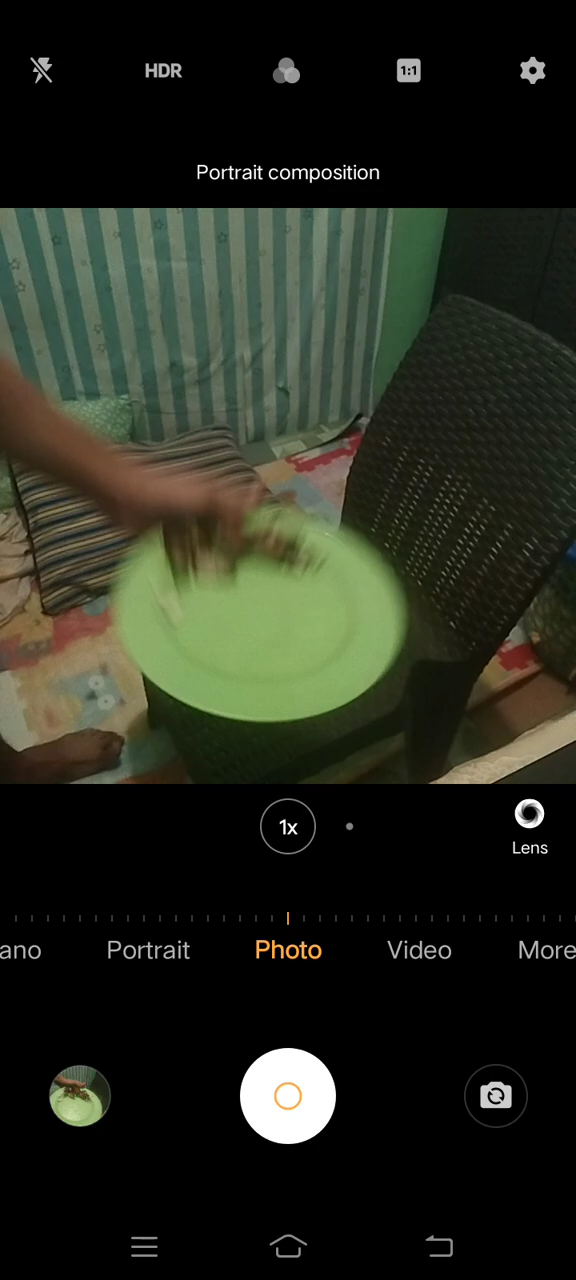 HDR
1:1
Portrait composition
1x
Lens
ano Portrait Photo Video More